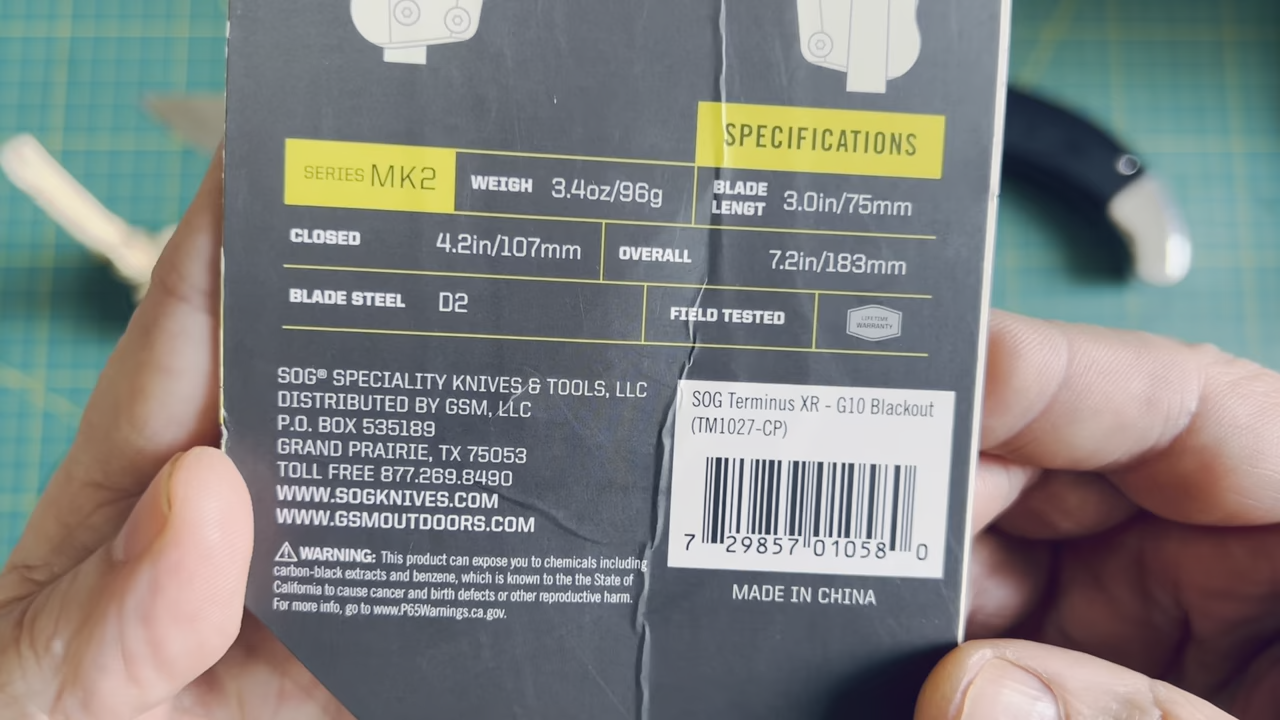 SPECIFICATIONS
SERIES MK2
WEIGH 3.4oz/96g
BLADE
LENGT 3.0in/75mm
CLOSED 4.2in/107mm
OVERALL 7.2in/183mm
BLADE STEEL D2
FIELD TESTED
LIFETIME
WARRANTY
SOG® SPECIALITY KNIVES & TOOLS, LLC
DISTRIBUTED BY GSM, LLC
P.O. BOX 535189
GRAND PRAIRIE, TX 75053
TOLL FREE 877.269.8490
WWW.SOGKNIVES.COM
WWW.GSMOUTDOORS.COM
WARNING: This product can expose you to chemicals including
carbon-black extracts and benzene, which is known to the the State of
California to cause cancer and birth defects or other reproductive harm.
For more info, go to www.P65Warnings.ca.gov.
SOG Terminus XR - G10 Blackout
(TM1027-CP)
7 29857 01058 0
MADE IN CHINA